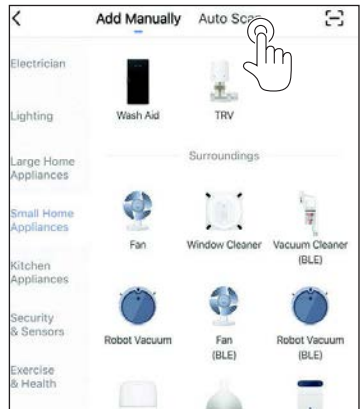 Add Manually Auto Scan
Electrician
Lighting
Large Home
Appliances
Small Home
Appliances
Kitchen
Appliances
Security
& Sensors
Exercise
& Health
Wash Aid TRV
Surroundings
Fan Window Cleaner Vacuum Cleaner
(BLE)
Robot Vacuum Fan Robot Vacuum
(BLE) (BLE)